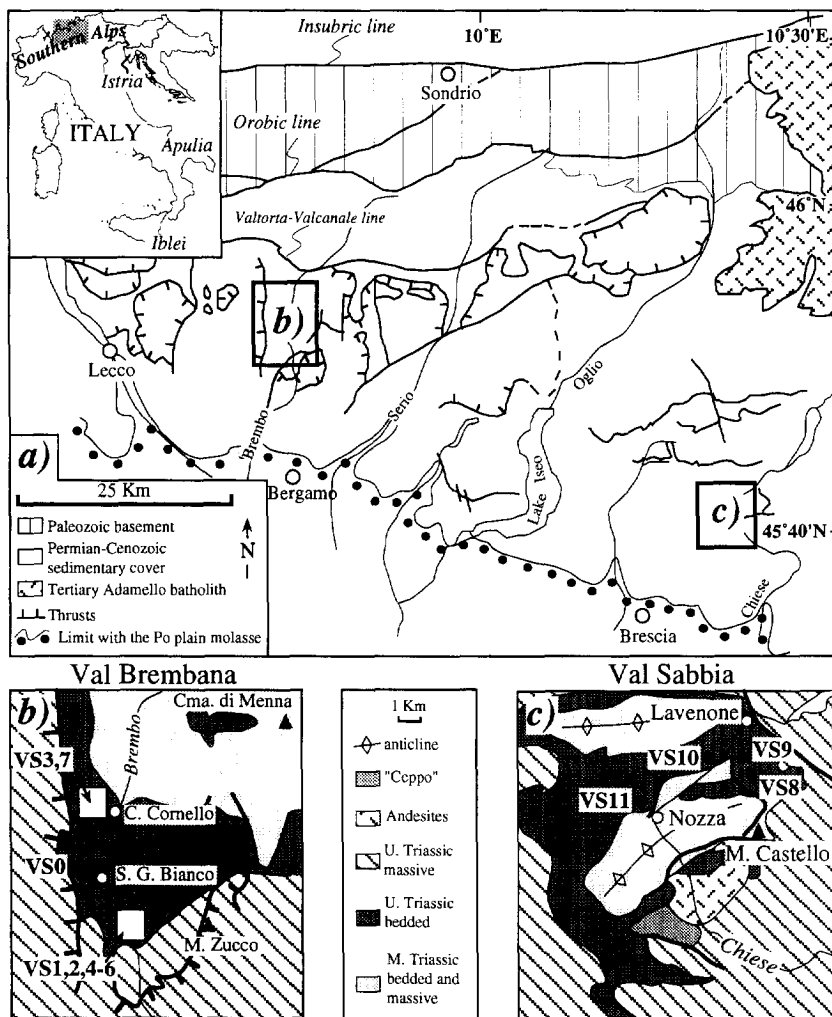 Southern Alps
Istria
ITALY
Apulia
Iblei
Insubric line
10°E
10°30'E
Sondrio
Orobic line
46°N
Valtorta-Valcanale line
b)
Lecco
Brembo
Serio
Oglio
Bergamo
Lake Iseo
c)
45°40'N
Chiese
Brescia
a)
25 Km
Paleozoic basement
Permian-Cenozoic
sedimentary cover
N
Tertiary Adamello batholith
Thrusts
Limit with the Po plain molasse
Val Brembana
b)
Cma. di Menna
Brembo
VS3,7
C. Cornello
VS0
S. G. Bianco
M. Zucco
VS1,2,4-6
1 Km
anticline
"Ceppo"
Andesites
U. Triassic
massive
U. Triassic
bedded
M. Triassic
bedded and
massive
Val Sabbia
c)
Lavenone
VS10
VS9
VS11
VS8
Nozza
M. Castello
Chiese